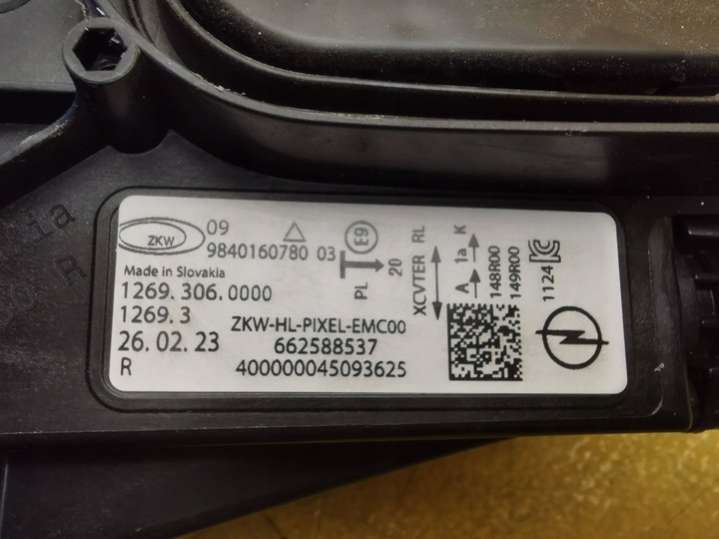 ZKW
09
9840160780 03
Made in Slovakia
1269. 306. 0000
1269.3
26. 02. 23
R
ZKW-HL-PIXEL-EMC00
662588537
400000045093625
E9
PL
20
XCVTER RL
A 1a K
148R00
149R00
1124
ia
R